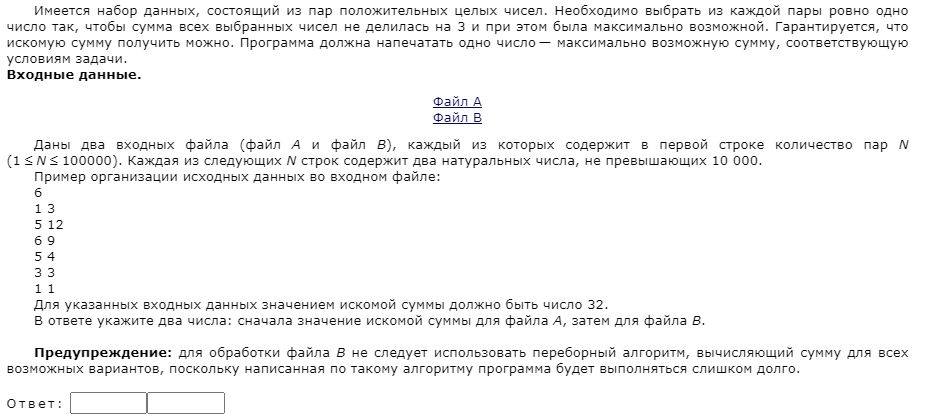 Имеется набор данных, состоящий из пар положительных целых чисел. Необходимо выбрать из каждой пары ровно одно
число так, чтобы сумма всех выбранных чисел не делилась на 3 и при этом была максимально возможной. Гарантируется, что
искомую сумму получить можно. Программа должна напечатать одно число — максимально возможную сумму, соответствующую
условиям задачи.
Входные данные.
Файл A
Файл B
Даны два входных файла (файл A и файл B), каждый из которых содержит в первой строке количество пар N
(1 ≤ N ≤ 100000). Каждая из следующих N строк содержит два натуральных числа, не превышающих 10 000.
Пример организации исходных данных во входном файле:
6
1 3
5 12
6 9
5 4
3 3
1 1
Для указанных входных данных значением искомой суммы должно быть число 32.
В ответе укажите два числа: сначала значение искомой суммы для файла A, затем для файла B.
Предупреждение: для обработки файла B не следует использовать переборный алгоритм, вычисляющий сумму для всех
возможных вариантов, поскольку написанная по такому алгоритму программа будет выполняться слишком долго.
Ответ: